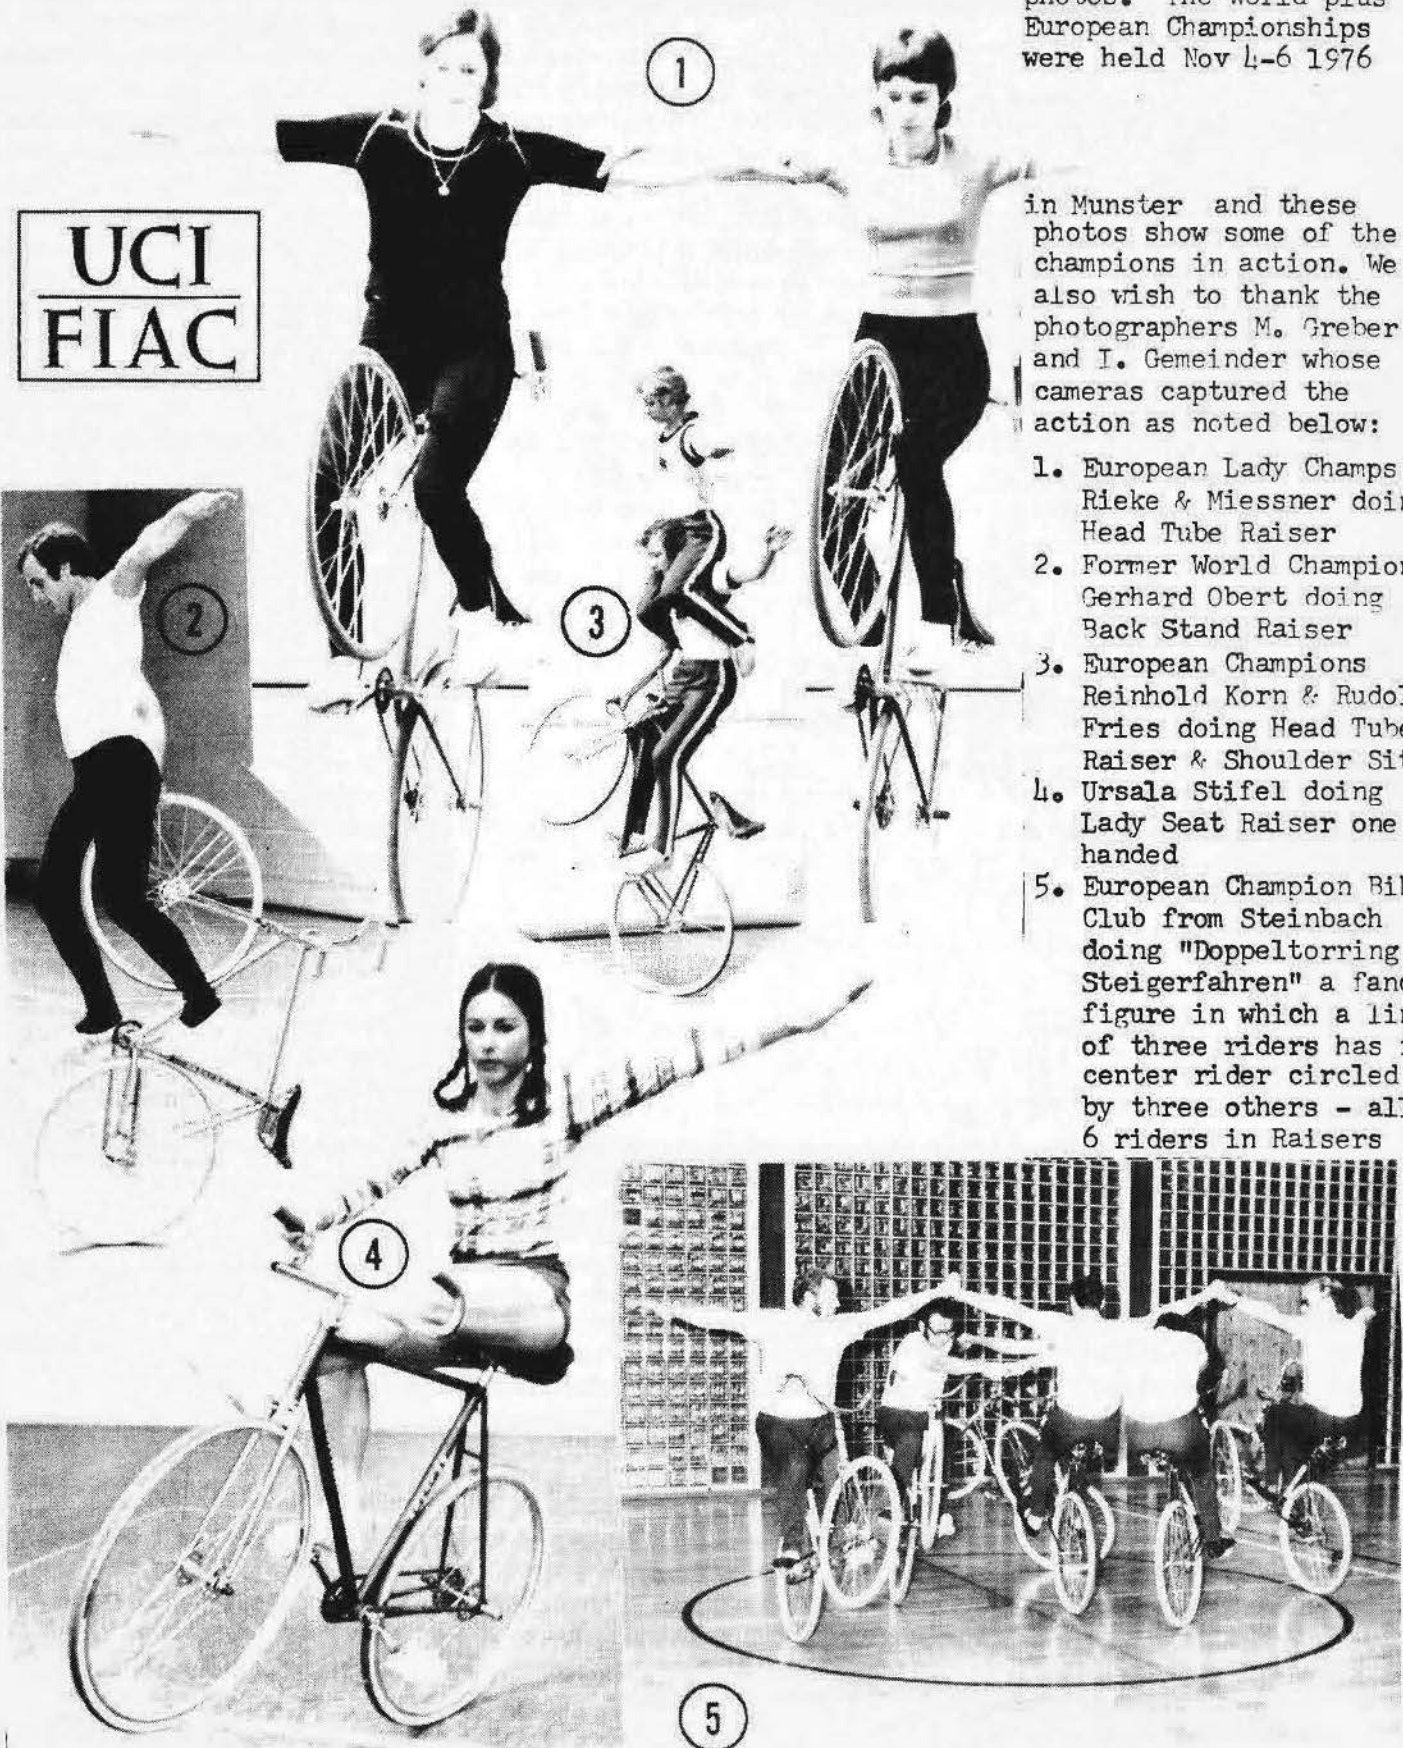 photos. The World plus
European Championships
were held Nov 4-6 1976
in Munster and these
photos show some of the
champions in action. We
also wish to thank the
photographers M. Greber
and I. Gemeinder whose
cameras captured the
action as noted below:
1. European Lady Champs
Rieke & Miessner doin
Head Tube Raiser
2. Former World Champion
Gerhard Obert doing
Back Stand Raiser
3. European Champions
Reinhold Korn & Rudol
Fries doing Head Tube
Raiser & Shoulder Sit
4. Ursala Stifel doing
Lady Seat Raiser one
handed
5. European Champion Bik
Club from Steinbach
doing "Doppeltorring
Steigerfahren" a fanc
figure in which a lin
of three riders has
center rider circled
by three others - all
6 riders in Raisers
UCI
FIAC
1
2
3
4
5